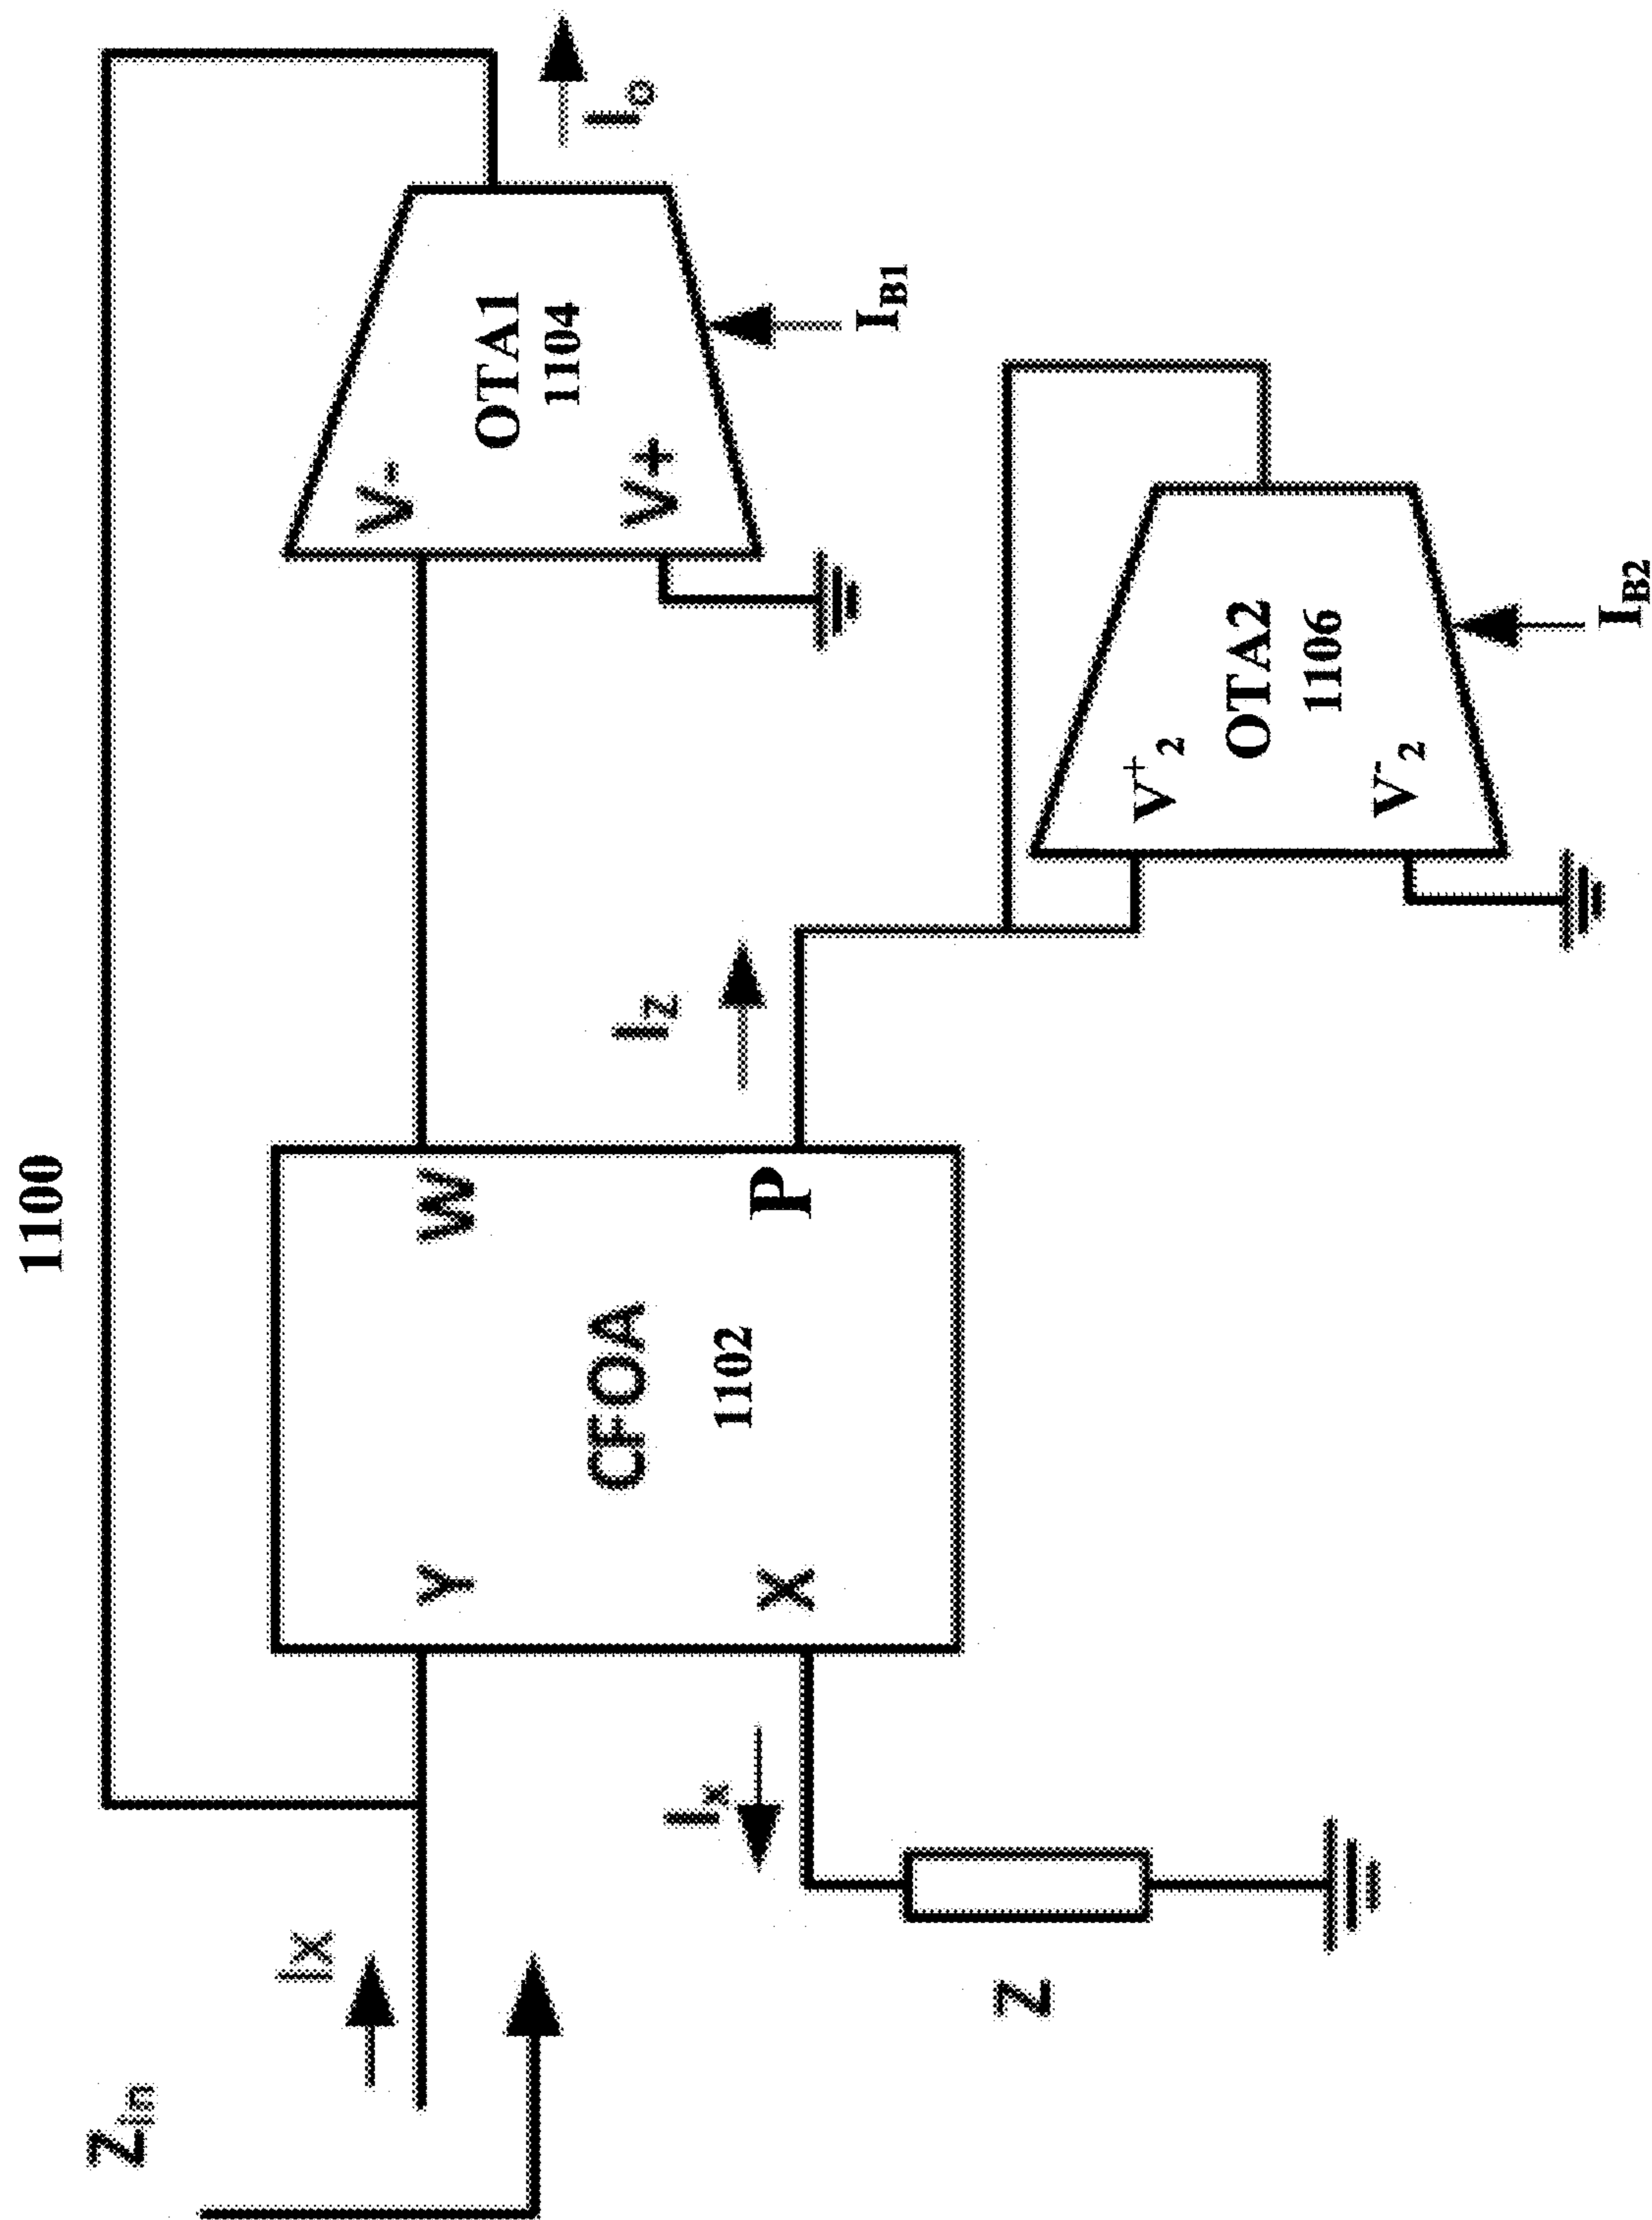 1100
Zin
IX
Y
W
V-
OTA1
1104
V+
Io
CFOA
1102
IB1
Ix
X
P
IZ
Z
V+2
OTA2
1106
V-2
IB2